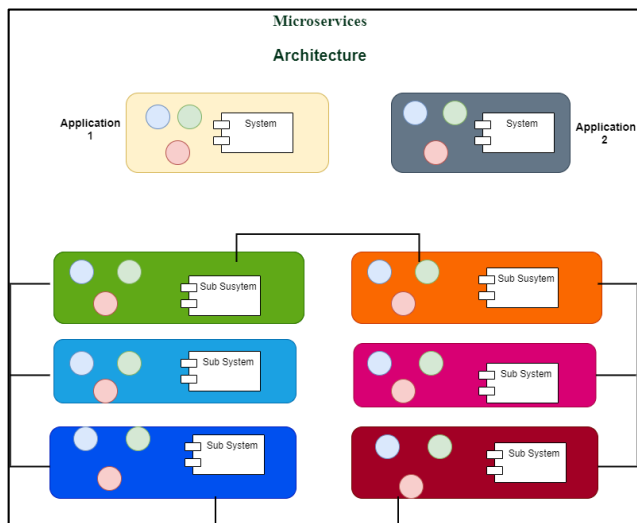 Microservices
Architecture
Application
1
System
System
Application
2
Sub Susytem
Sub Susytem
Sub System
Sub System
Sub System
Sub System